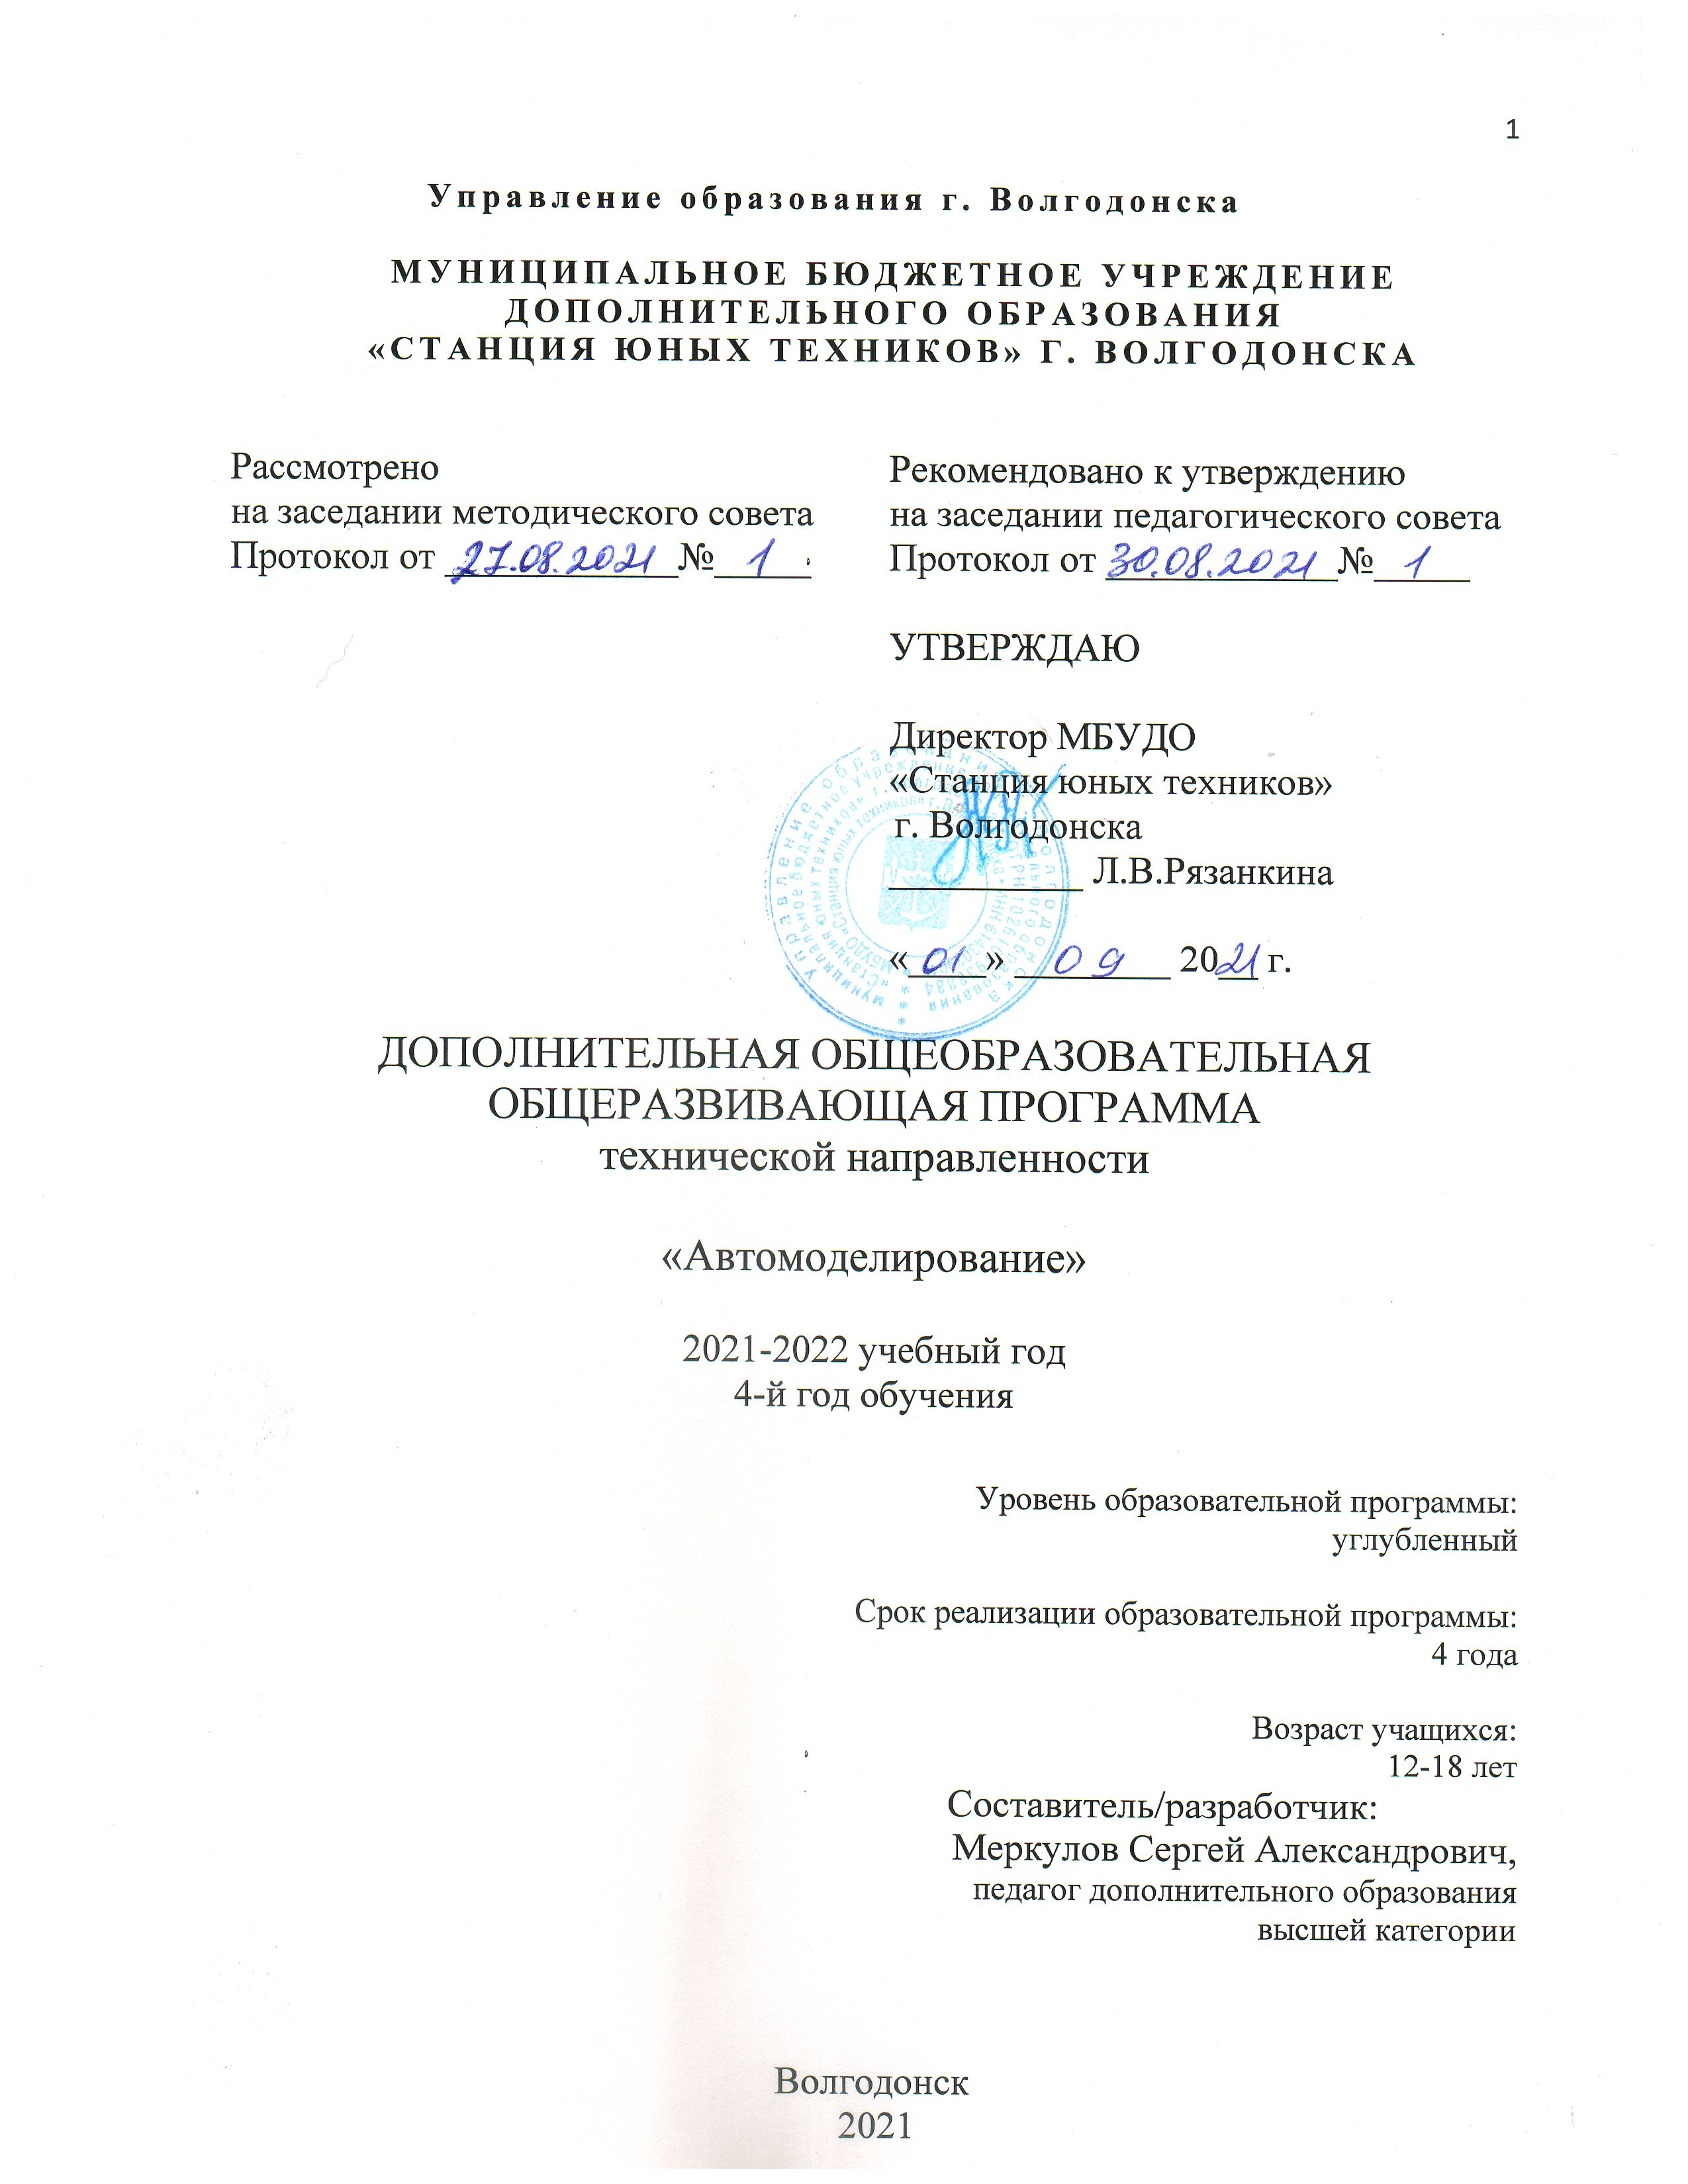 1
Управление образования г. Волгодонска
МУНИЦИПАЛЬНОЕ БЮДЖЕТНОЕ УЧРЕЖДЕНИЕ
ДОПОЛНИТЕЛЬНОГО ОБРАЗОВАНИЯ
«СТАНЦИЯ ЮНЫХ ТЕХНИКОВ» Г. ВОЛГОДОНСКА
Рассмотрено
на заседании методического совета
Протокол от 27.08.2021 № 1
Рекомендовано к утверждению
на заседании педагогического совета
Протокол от 30.08.2021 № 1
УТВЕРЖДАЮ
Директор МБУДО
«Станция юных техников»
г. Волгодонска
__________ Л.В.Рязанкина
«01» 09 2021 г.
ДОПОЛНИТЕЛЬНАЯ ОБЩЕОБРАЗОВАТЕЛЬНАЯ
ОБЩЕРАЗВИВАЮЩАЯ ПРОГРАММА
технической направленности
«Автомоделирование»
2021-2022 учебный год
4-й год обучения
Уровень образовательной программы:
углубленный
Срок реализации образовательной программы:
4 года
Возраст учащихся:
12-18 лет
Составитель/разработчик:
Меркулов Сергей Александрович,
педагог дополнительного образования
высшей категории
Волгодонск
2021